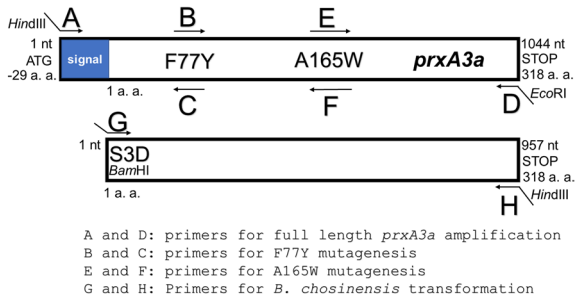 A B E
HindIII
1 nt
ATG
-29 a. a.
signal F77Y A165W prxA3a
1044 nt
STOP
318 a. a.
EcoRI
1 a. a.
C F D
G
1 nt
S3D
BamHI
1 a. a.
957 nt
STOP
318 a. a.
HindIII
H
A and D: primers for full length prxA3a amplification
B and C: primers for F77Y mutagenesis
E and F: primers for A165W mutagenesis
G and H: Primers for B. chosinensis transformation